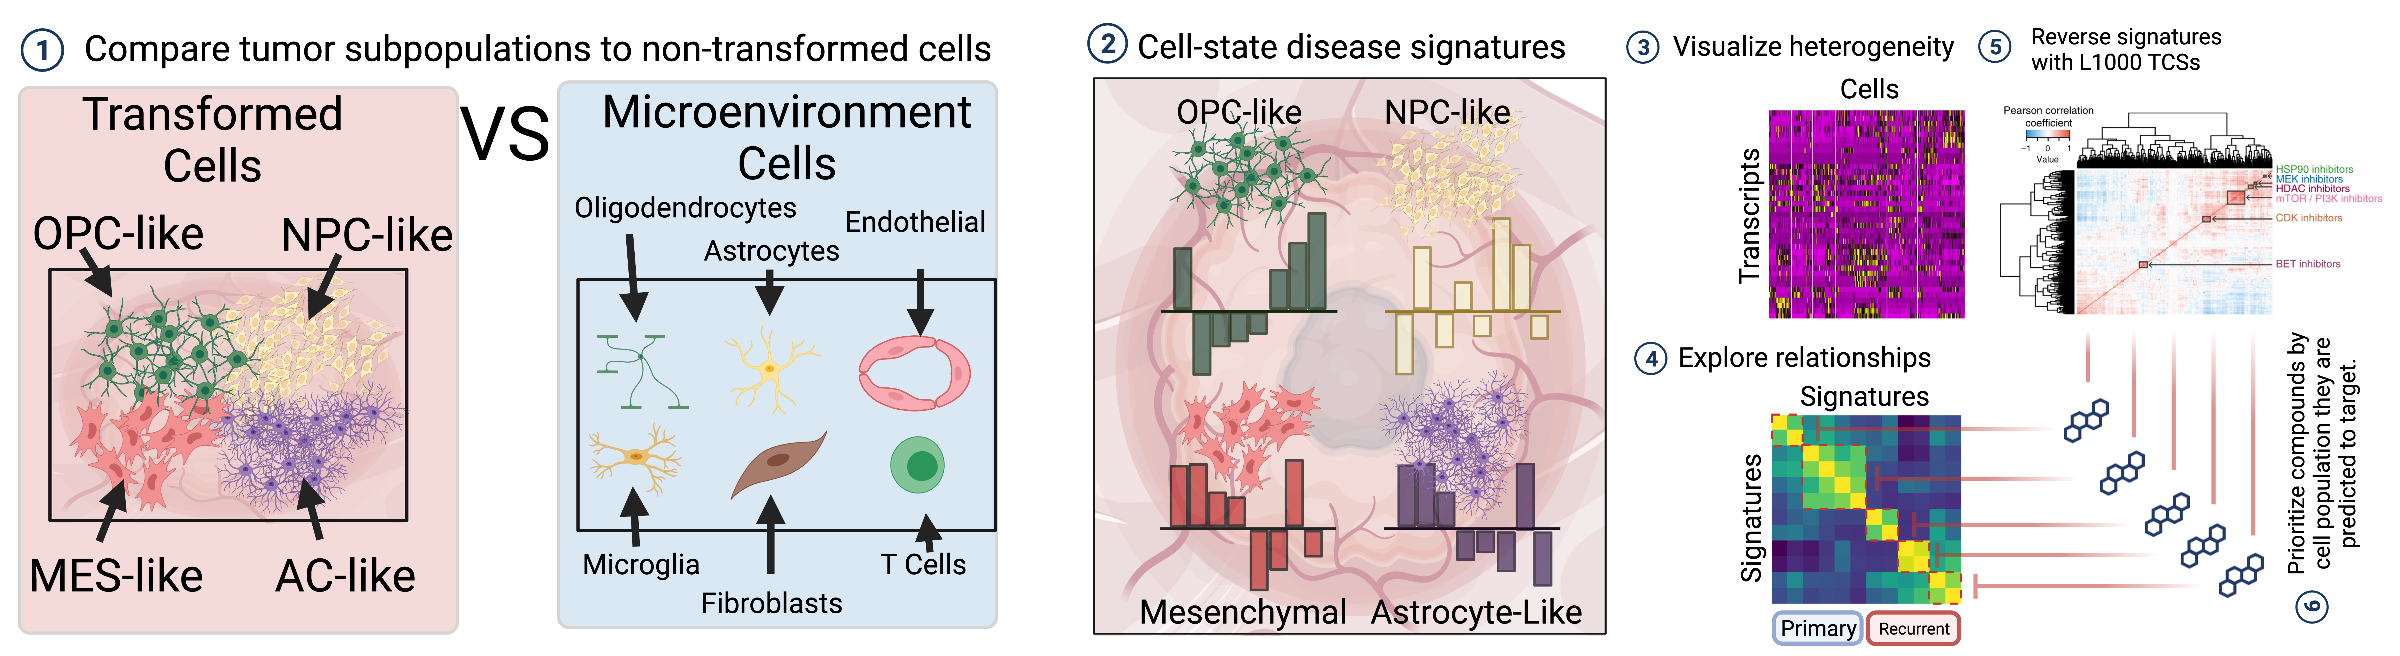 1 Compare tumor subpopulations to non-transformed cells
Transformed
Cells
VS
Microenvironment
Cells
OPC-like
NPC-like
MES-like
AC-like
Oligodendrocytes
Astrocytes
Endothelial
Microglia
Fibroblasts
T Cells
2 Cell-state disease signatures
OPC-like
NPC-like
Mesenchymal
Astrocyte-Like
3 Visualize heterogeneity
Cells
Transcripts
4 Explore relationships
Signatures
Signatures
Primary
Recurrent
5 Reverse signatures
with L1000 TCSs
Pearson correlation
coefficient
−1 0 1
Value
HSP90 inhibitors
MEK inhibitors
HDAC inhibitors
mTOR / PI3K inhibitors
CDK inhibitors
BET inhibitors
6 Prioritize compounds by
cell population they are
predicted to target.